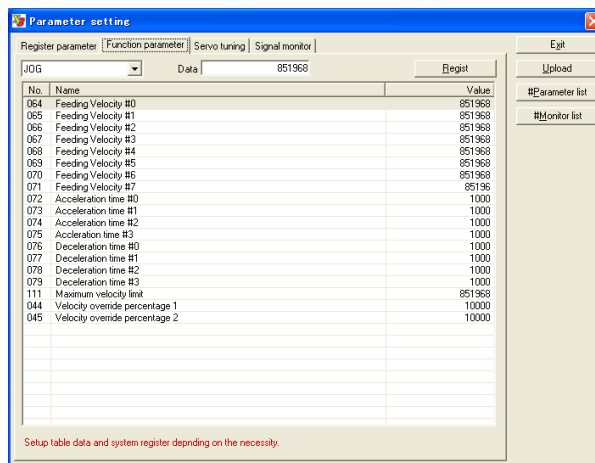 Parameter setting
Register parameter Function parameter Servo tuning Signal monitor
Exit
JOG Data 851968 Regist
Upload
No. Name Value
#Parameter list
064 Feeding Velocity #0 851968
065 Feeding Velocity #1 851968
#Monitor list
066 Feeding Velocity #2 851968
067 Feeding Velocity #3 851968
068 Feeding Velocity #4 851968
069 Feeding Velocity #5 851968
070 Feeding Velocity #6 851968
071 Feeding Velocity #7 85196
072 Acceleration time #0 1000
073 Acceleration time #1 1000
074 Acceleration time #2 1000
075 Accleration time #3 1000
076 Deceleration time #0 1000
077 Deceleration time #1 1000
078 Deceleration time #2 1000
079 Deceleration time #3 1000
111 Maximum velocity limit 851968
044 Velocity override percentage 1 10000
045 Velocity override percentage 2 10000
Setup table data and system register depnding on the necessity.